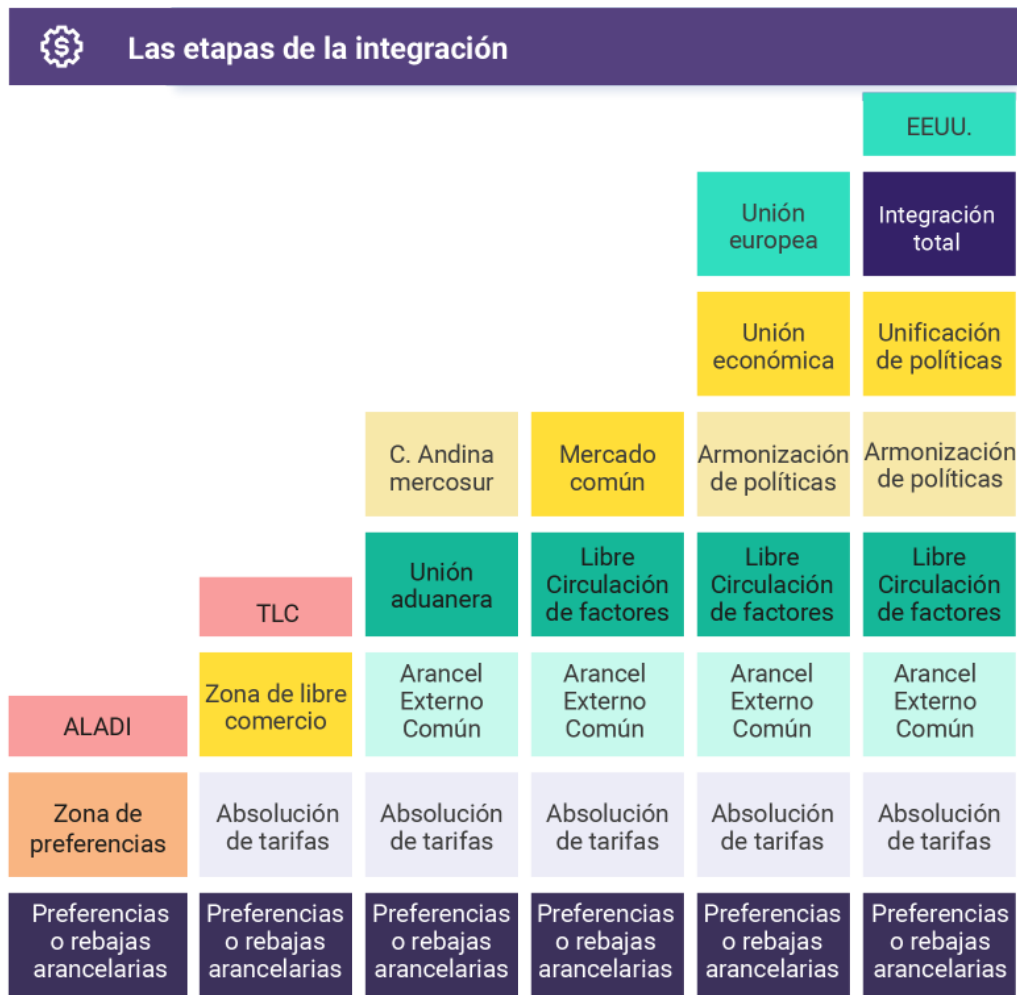 Las etapas de la integración
EEUU.
Unión
europea
Integración
total
Unión
económica
Unificación
de políticas
C. Andina
mercosur
Mercado
común
Armonización
de políticas
Armonización
de políticas
Unión
aduanera
Libre
Circulación
de factores
Libre
Circulación
de factores
Libre
Circulación
de factores
TLC
Zona de libre
comercio
Arancel
Externo
Común
Arancel
Externo
Común
Arancel
Externo
Común
Arancel
Externo
Común
ALADI
Zona de
preferencias
Absolución
de tarifas
Absolución
de tarifas
Absolución
de tarifas
Absolución
de tarifas
Absolución
de tarifas
Preferencias
o rebajas
arancelarias
Preferencias
o rebajas
arancelarias
Preferencias
o rebajas
arancelarias
Preferencias
o rebajas
arancelarias
Preferencias
o rebajas
arancelarias
Preferencias
o rebajas
arancelarias